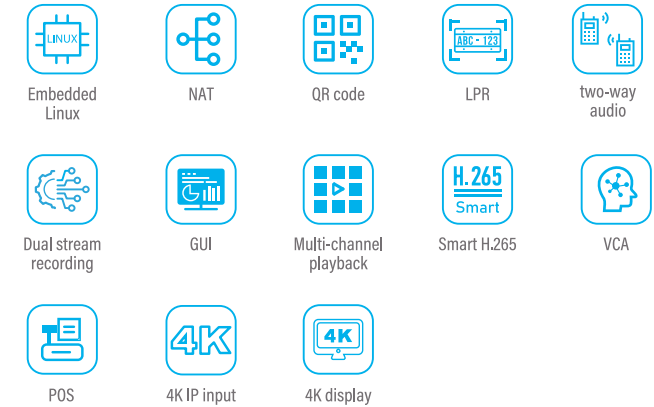 LINUX
ABC - 123
Embedded
Linux
NAT
QR code
LPR
two-way
audio
H.265
Smart
Dual stream
recording
GUI
Multi-channel
playback
Smart H.265
VCA
4K
4K
POS
4K IP input
4K display